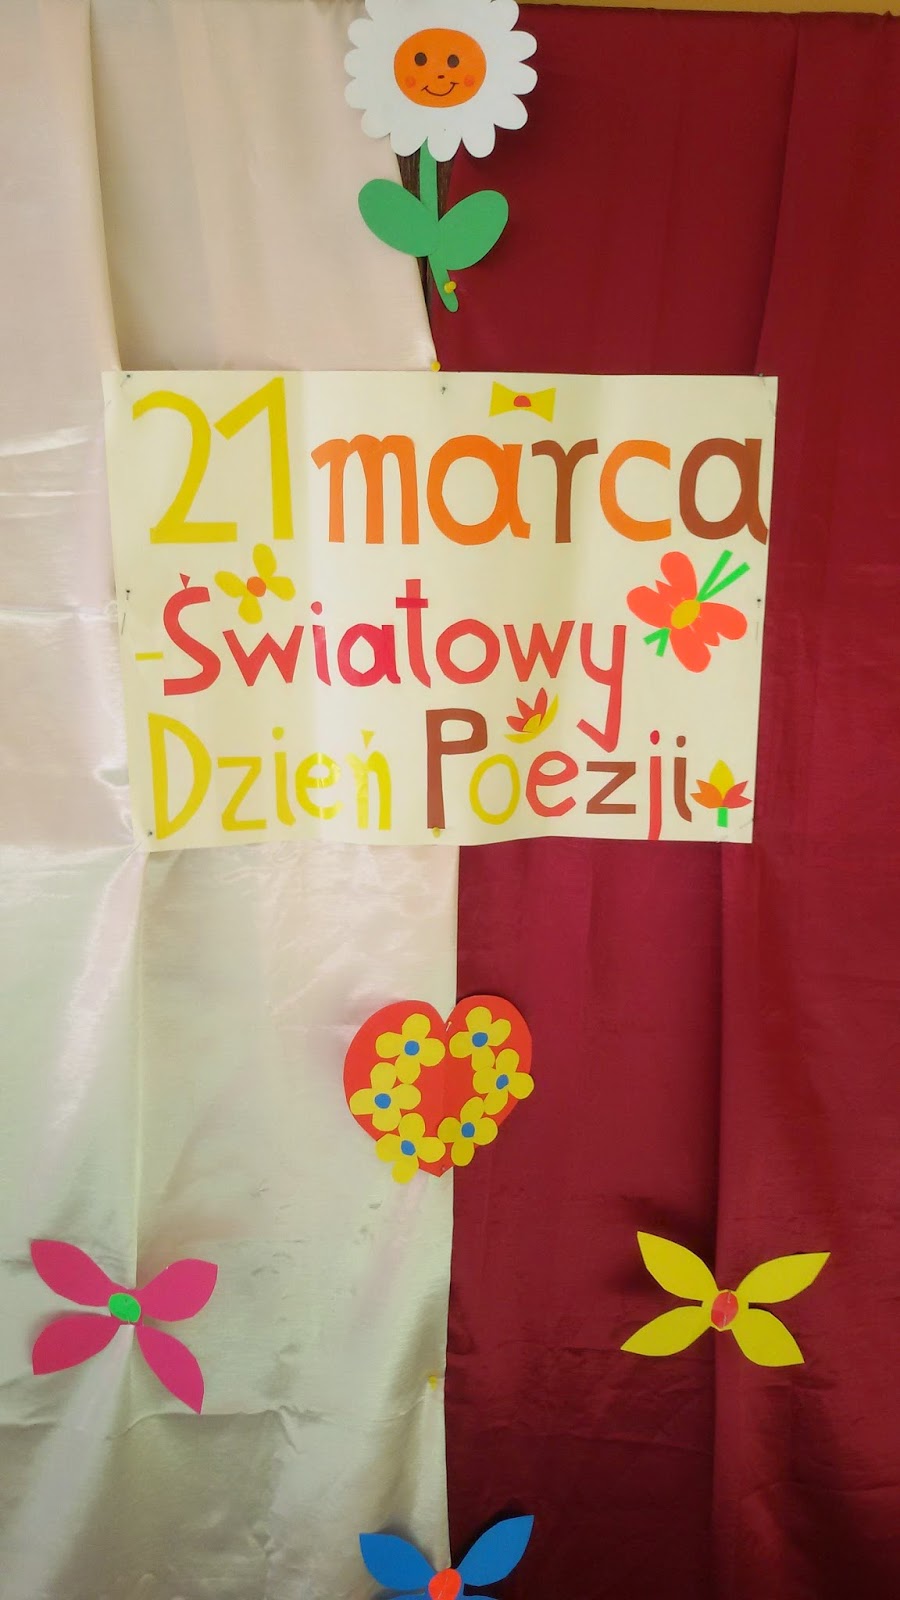 21 marca
-Światowy
Dzień Poezji